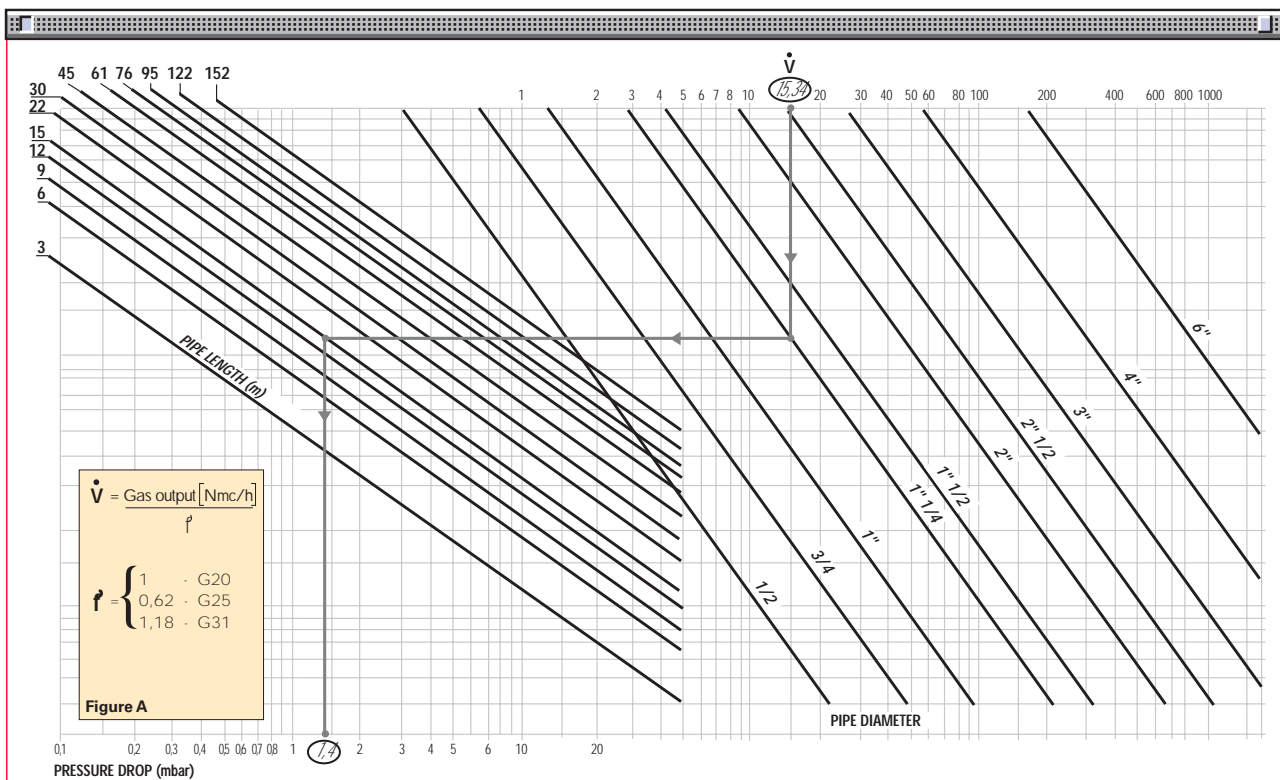 45 61 76 95 122 152
30
22
15
12
9
6
3
V̇
15,34
1 2 3 4 5 6 7 8 10 20 30 40 50 60 80 100 200 400 600 800 1000
PIPE LENGTH (m)
6"
4"
3"
2" 1/2
2"
1" 1/2
1" 1/4
1"
3/4
1/2
V̇ = Gas output [Nmc/h]
f
f = { 1 - G20
0,62 - G25
1,18 - G31
Figure A
PIPE DIAMETER
0,1 0,2 0,3 0,4 0,5 0,6 0,7 0,8 1 1,4 2 3 4 5 6 10 20
PRESSURE DROP (mbar)